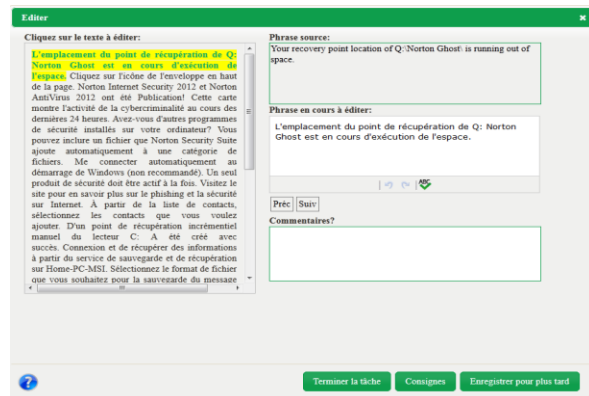 Editer
Cliquez sur le texte à éditer:
L'emplacement du point de récupération de Q:
Norton Ghost est en cours d'exécution de
l'espace. Cliquez sur l'icône de l'enveloppe en haut
de la page. Norton Internet Security 2012 et Norton
AntiVirus 2012 ont été Publication! Cette carte
montre l'activité de la cybercriminalité au cours des
dernières 24 heures. Avez-vous d'autres programmes
de sécurité installés sur votre ordinateur? Vous
pouvez inclure un fichier que Norton Security Suite
ajoute automatiquement à une catégorie de
fichiers. Me connecter automatiquement au
démarrage de Windows (non recommandé). Un seul
produit de sécurité doit être actif à la fois. Visitez le
site pour en savoir plus sur le phishing et la sécurité
sur Internet. À partir de la liste de contacts,
sélectionnez les contacts que vous voulez
ajouter. D'un point de récupération incrémentiel
manuel du lecteur C: A été créé avec
succès. Connexion et de récupérer des informations
à partir du service de sauvegarde et de récupération
sur Home-PC-MSI. Sélectionnez le format de fichier
que vous souhaitez pour la sauvegarde du message
Phrase source:
Your recovery point location of Q:\Norton Ghost\ is running out of
space.
Phrase en cours à éditer:
L'emplacement du point de récupération de Q: Norton
Ghost est en cours d'exécution de l'espace.
ABC
Préc Suiv
Commentaires?
Terminer la tâche Consignes Enregistrer pour plus tard